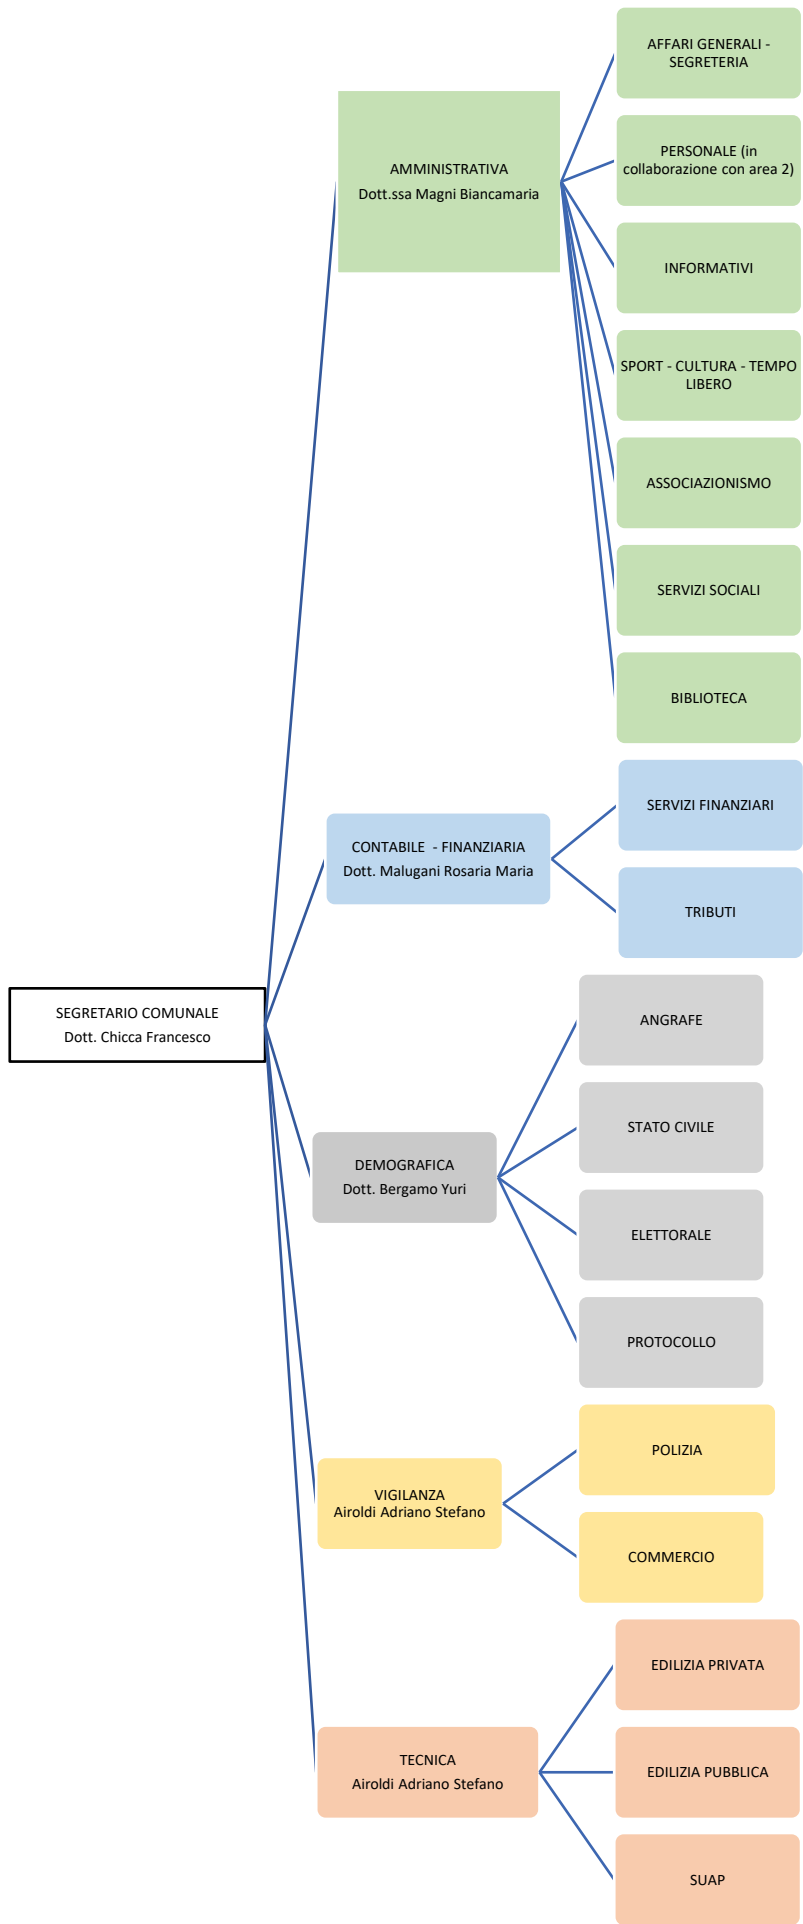 AFFARI GENERALI -
SEGRETERIA
AMMINISTRATIVA
Dott.ssa Magni Biancamaria
PERSONALE (in
collaborazione con area 2)
INFORMATIVI
SPORT - CULTURA - TEMPO
LIBERO
ASSOCIAZIONISMO
SERVIZI SOCIALI
BIBLIOTECA
CONTABILE - FINANZIARIA
Dott. Malugani Rosaria Maria
SERVIZI FINANZIARI
TRIBUTI
SEGRETARIO COMUNALE
Dott. Chicca Francesco
ANGRAFE
DEMOGRAFICA
Dott. Bergamo Yuri
STATO CIVILE
ELETTORALE
PROTOCOLLO
VIGILANZA
Airoldi Adriano Stefano
POLIZIA
COMMERCIO
TECNICA
Airoldi Adriano Stefano
EDILIZIA PRIVATA
EDILIZIA PUBBLICA
SUAP